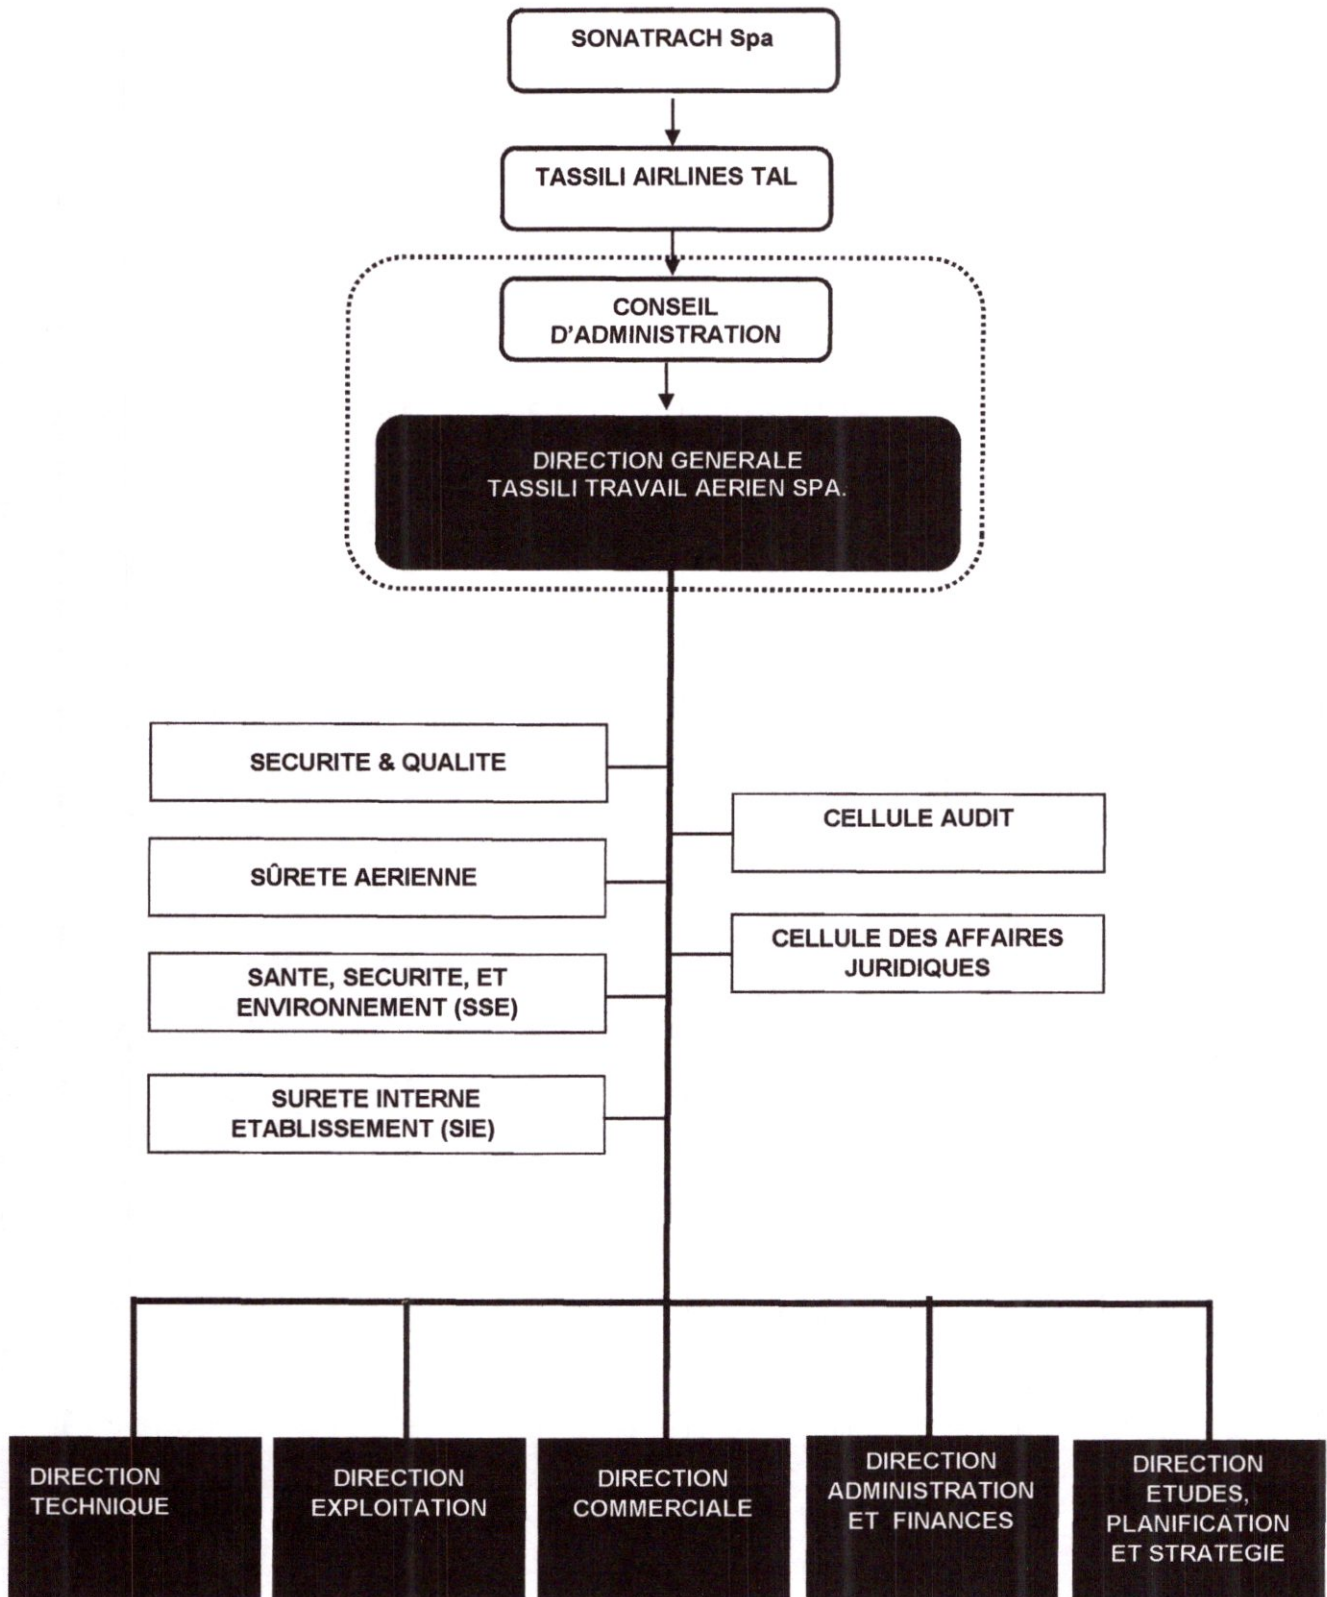 SONATRACH Spa
TASSILI AIRLINES TAL
CONSEIL
D'ADMINISTRATION
DIRECTION GENERALE
TASSILI TRAVAIL AERIEN SPA.
SECURITE & QUALITE
CELLULE AUDIT
SÛRETE AERIENNE
CELLULE DES AFFAIRES
JURIDIQUES
SANTE, SECURITE, ET
ENVIRONNEMENT (SSE)
SURETE INTERNE
ETABLISSEMENT (SIE)
DIRECTION
TECHNIQUE
DIRECTION
EXPLOITATION
DIRECTION
COMMERCIALE
DIRECTION
ADMINISTRATION
ET FINANCES
DIRECTION
ETUDES,
PLANIFICATION
ET STRATEGIE